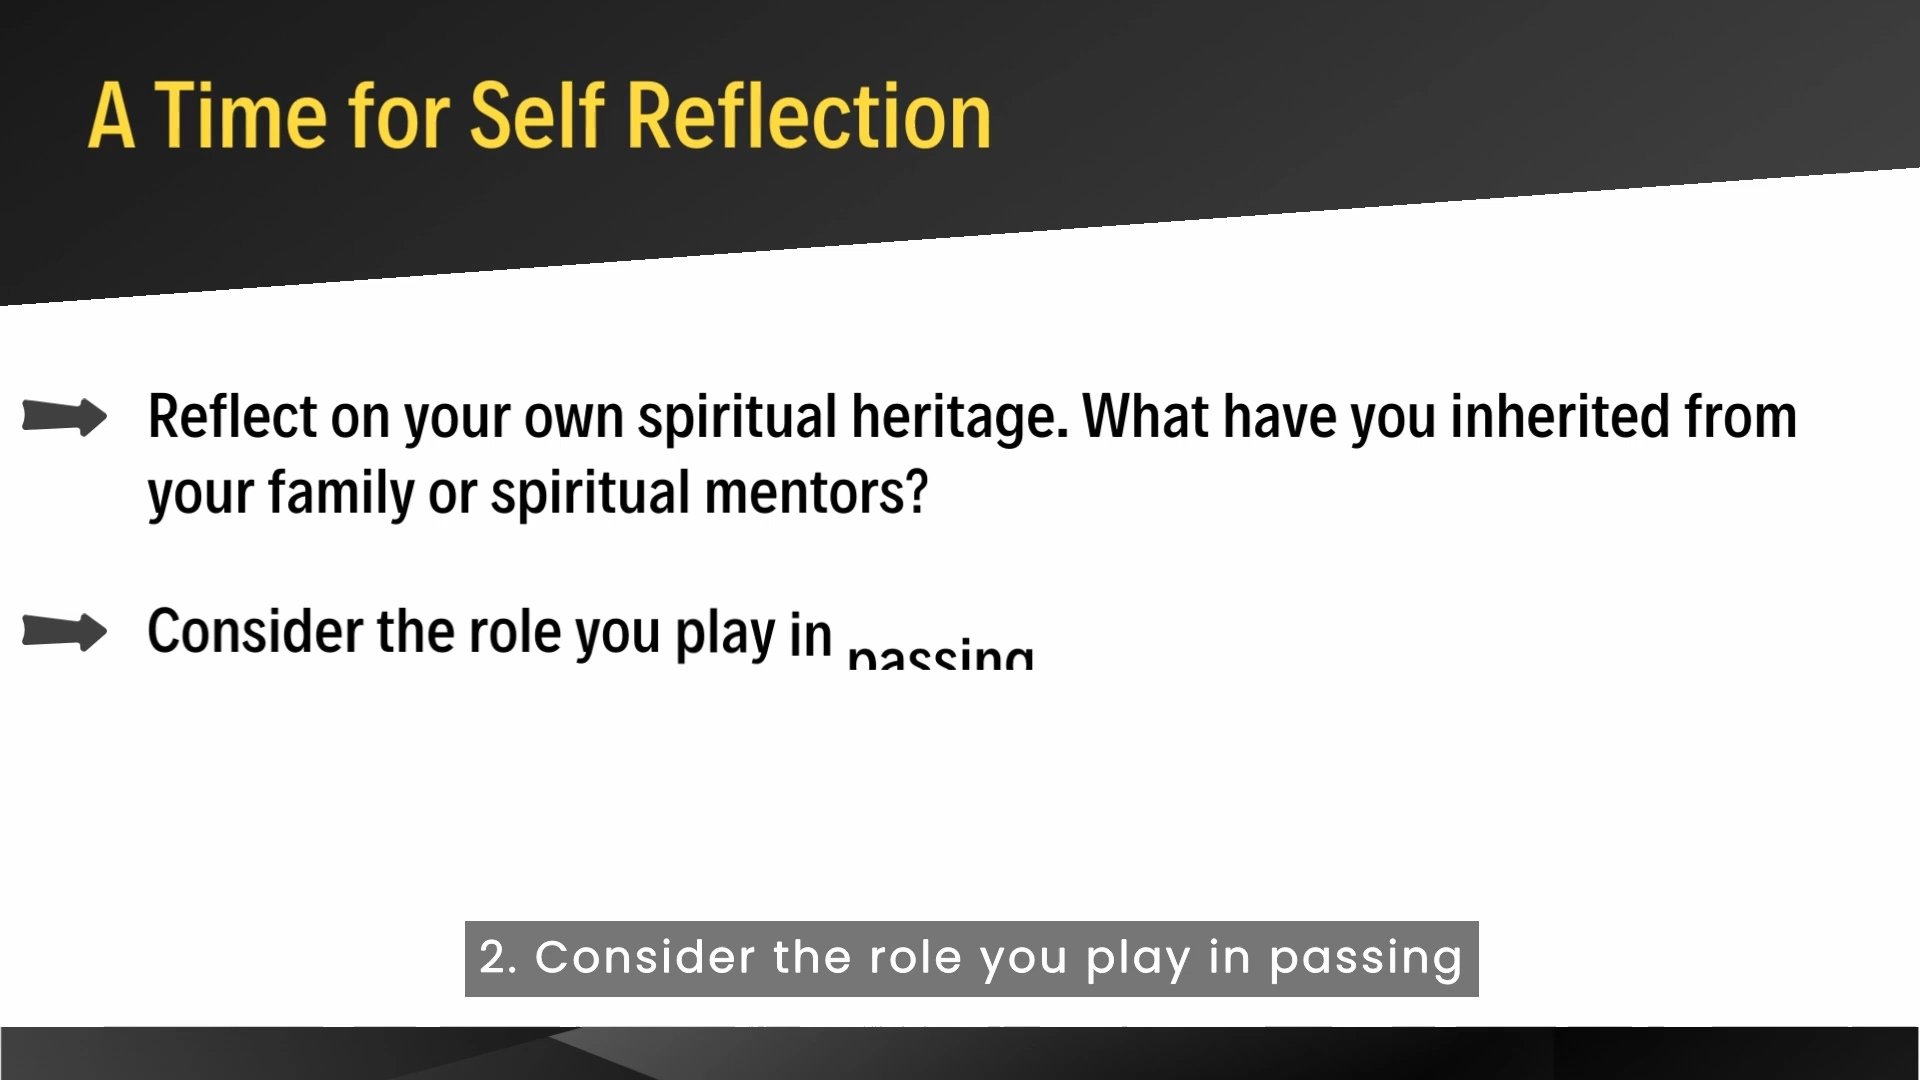 A Time for Self Reflection
Reflect on your own spiritual heritage. What have you inherited from
your family or spiritual mentors?
Consider the role you play in passing
2. Consider the role you play in passing